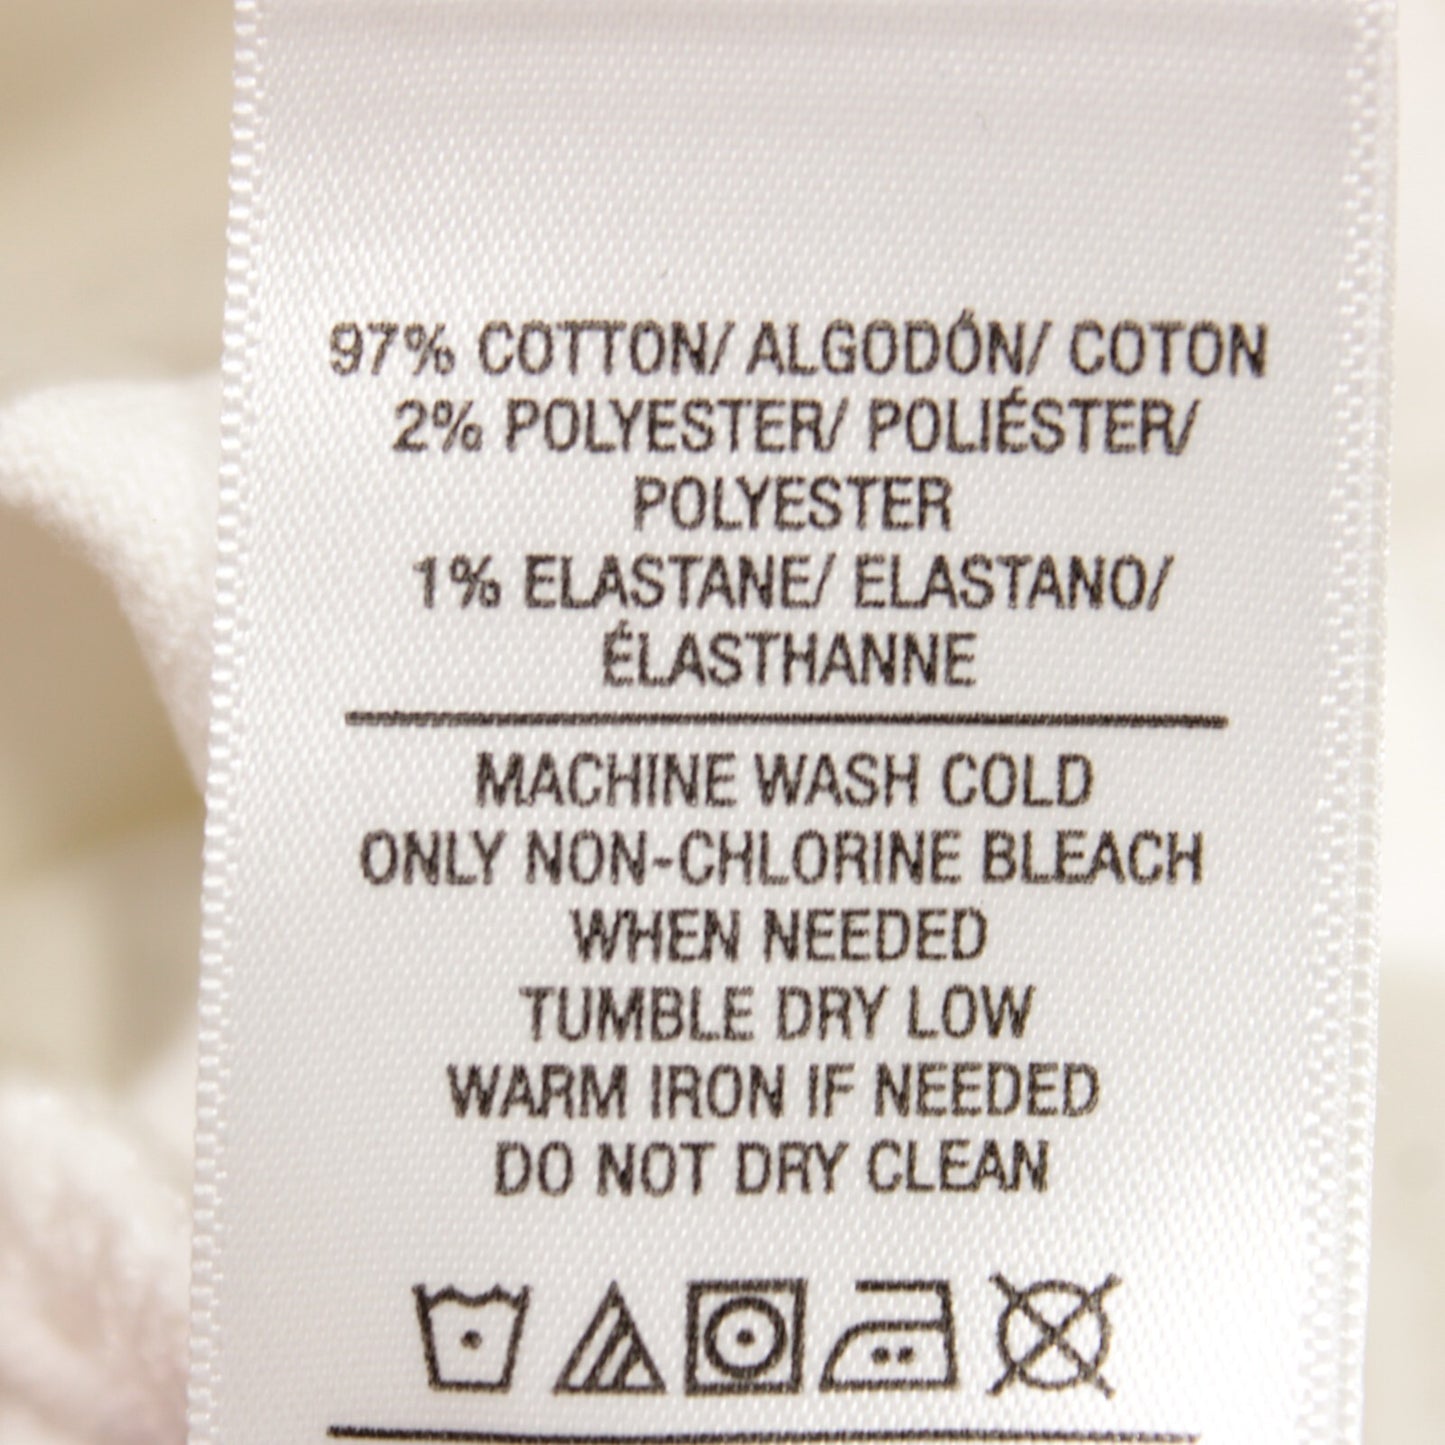 97% COTTON/ ALGODÓN/ COTON
2% POLYESTER/ POLIÉSTER/
POLYESTER
1% ELASTANE/ ELASTANO/
ÉLASTHANNE
MACHINE WASH COLD
ONLY NON-CHLORINE BLEACH
WHEN NEEDED
TUMBLE DRY LOW
WARM IRON IF NEEDED
DO NOT DRY CLEAN